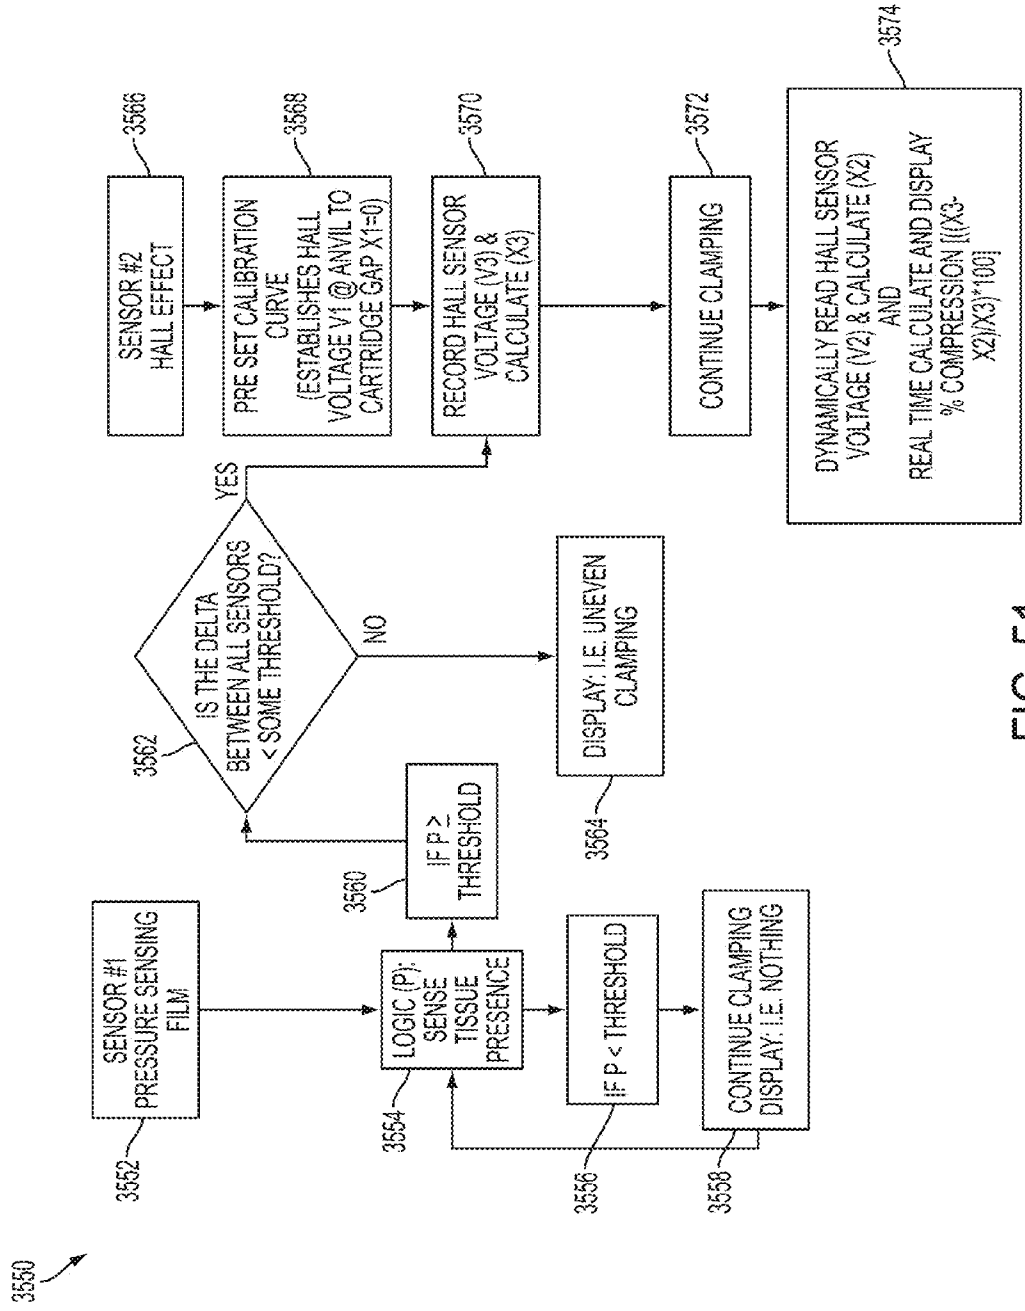 3550
3552
SENSOR #1
PRESSURE SENSING
FILM
3554
LOGIC (P):
SENSE
TISSUE
PRESENCE
3556
IF P < THRESHOLD
3558
CONTINUE CLAMPING
DISPLAY: I.E. NOTHING
3560
IF P ≥
THRESHOLD
3562
IS THE DELTA
BETWEEN ALL SENSORS
< SOME THRESHOLD?
YES
NO
3564
DISPLAY: I.E. UNEVEN
CLAMPING
SENSOR #2
HALL EFFECT
3566
PRE SET CALIBRATION
CURVE
(ESTABLISHES HALL
VOLTAGE V1 @ ANVIL TO
CARTRIDGE GAP X1=0)
3568
RECORD HALL SENSOR
VOLTAGE (V3) &
CALCULATE (X3)
3570
CONTINUE CLAMPING
3572
DYNAMICALLY READ HALL SENSOR
VOLTAGE (V2) & CALCULATE (X2)
AND
REAL TIME CALCULATE AND DISPLAY
% COMPRESSION [((X3-
X2)/X3)*100]
3574